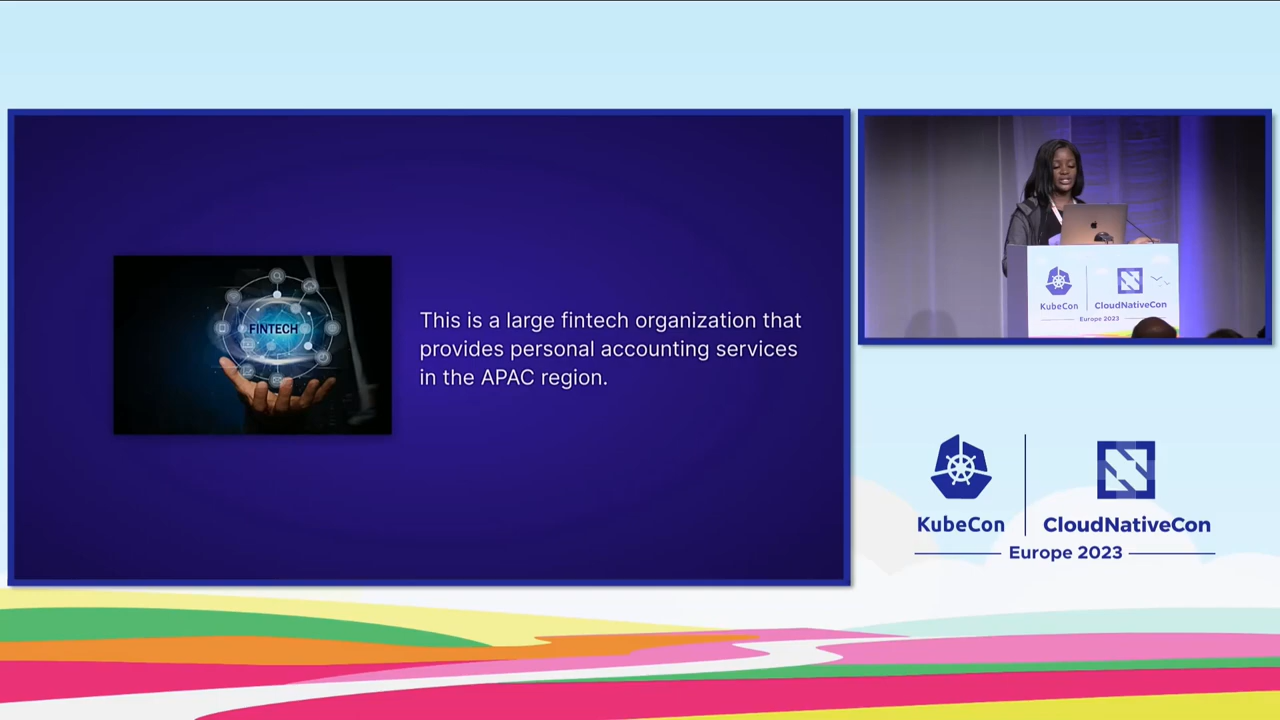 FINTECH
This is a large fintech organization that
provides personal accounting services
in the APAC region.
KubeCon
CloudNativeCon
Europe 2023
KubeCon
CloudNativeCon
Europe 2023